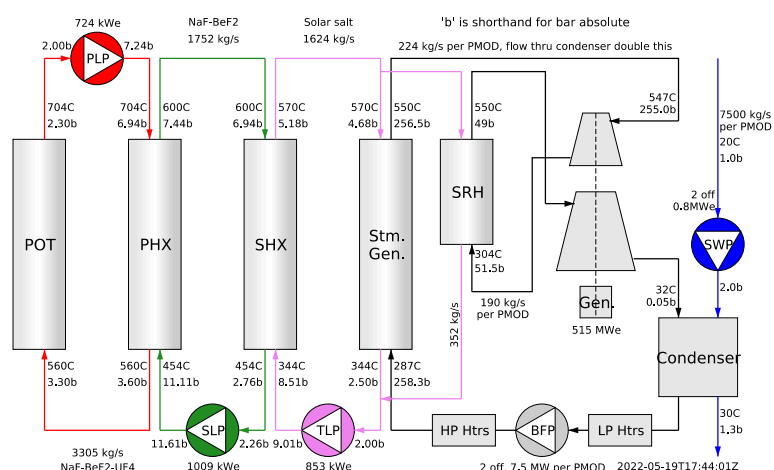 724 kWe
NaF-BeF2
1752 kg/s
Solar salt
1624 kg/s
'b' is shorthand for bar absolute
224 kg/s per PMOD, flow thru condenser double this
2.00b
PLP
7.24b
704C
2.30b
704C
6.94b
600C
7.44b
600C
6.94b
570C
5.18b
570C
4.68b
550C
256.5b
550C
49b
547C
255.0b
7500 kg/s
per PMOD
20C
1.0b
POT
PHX
SHX
Stm.
Gen.
SRH
2 off
0.8MWe
SWP
304C
51.5b
190 kg/s
per PMOD
352 kg/s
Gen.
515 MWe
32C
0.05b
2.0b
Condenser
560C
3.30b
560C
3.60b
454C
11.11b
454C
2.76b
344C
8.51b
344C
2.50b
287C
258.3b
30C
1.3b
11.61b
SLP
2.26b
9.01b
TLP
2.00b
HP Htrs
BFP
LP Htrs
3305 kg/s
NaF-BeF2-UF4
1009 kWe
853 kWe
2 off, 7.5 MW per PMOD
2022-05-19T17:44:01Z